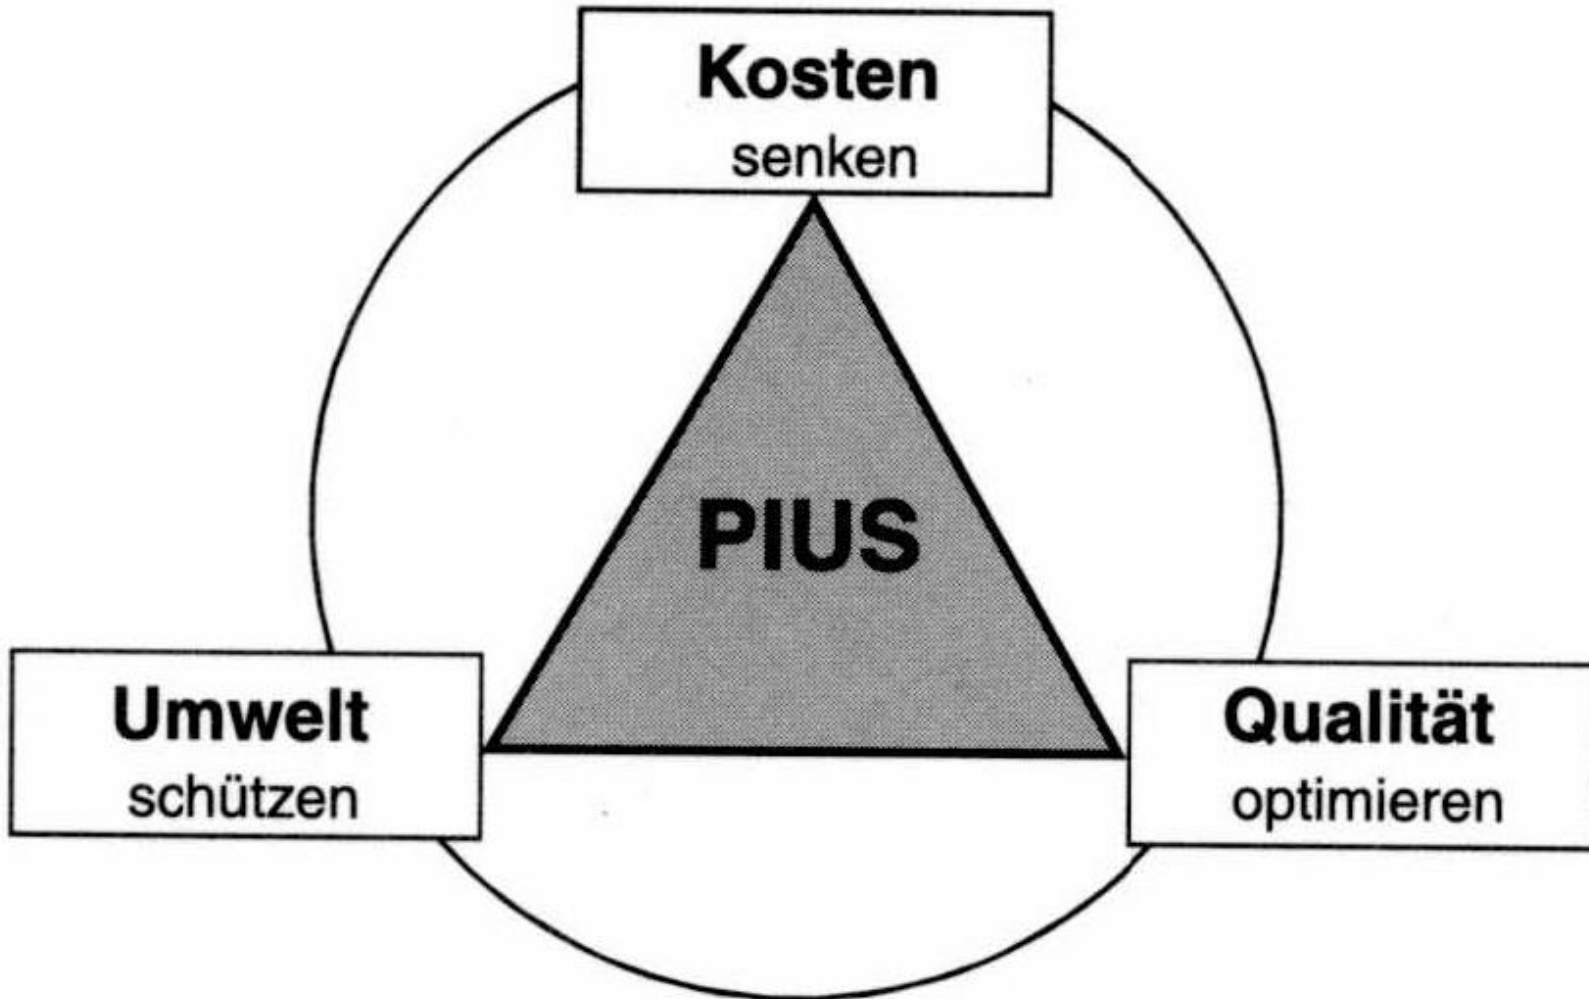 Kosten
senken
PIUS
Umwelt
schützen
Qualität
optimieren